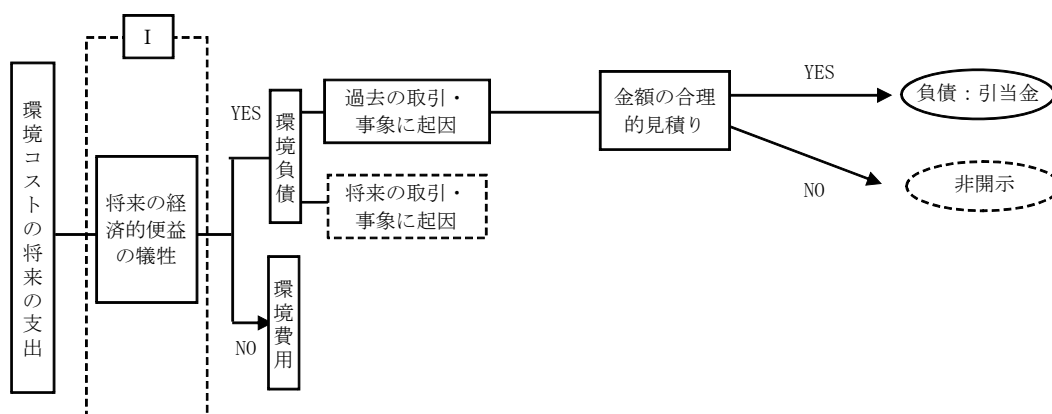 I
環境コストの将来の支出
将来の経
済的便益
の犠牲
YES
NO
環境負債
環境費用
過去の取引・
事象に起因
将来の取引・
事象に起因
金額の合理
的見積り
YES
NO
負債：引当金
非開示